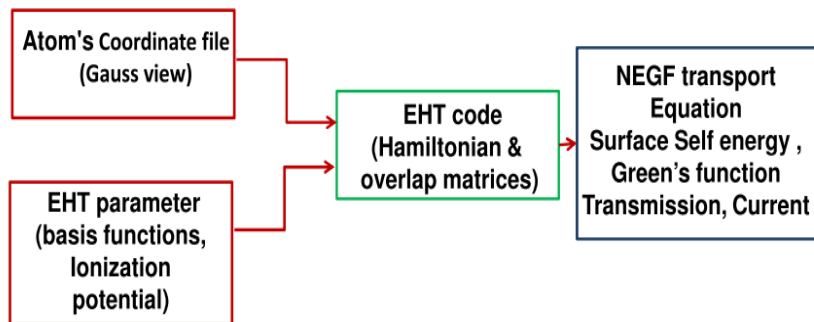 Atom's Coordinate file
(Gauss view)
EHT parameter
(basis functions,
Ionization
potential)
EHT code
(Hamiltonian &
overlap matrices)
NEGF transport
Equation
Surface Self energy ,
Green's function
Transmission, Current